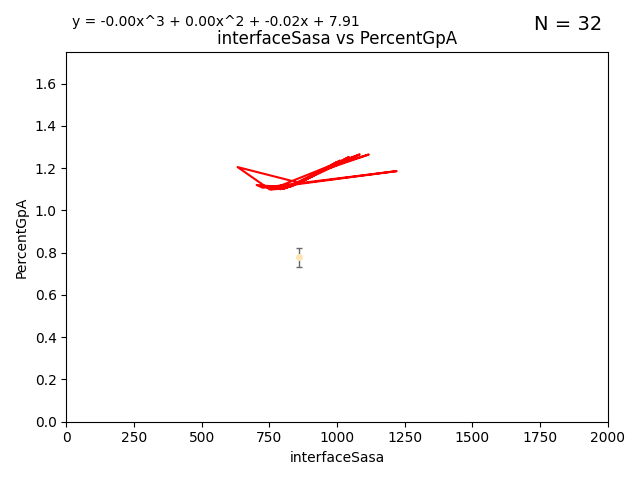 y = -0.00x^3 + 0.00x^2 + -0.02x + 7.91
N = 32
interfaceSasa vs PercentGpA
PercentGpA
1.6
1.4
1.2
1.0
0.8
0.6
0.4
0.2
0.0
0 250 500 750 1000 1250 1500 1750 2000
interfaceSasa